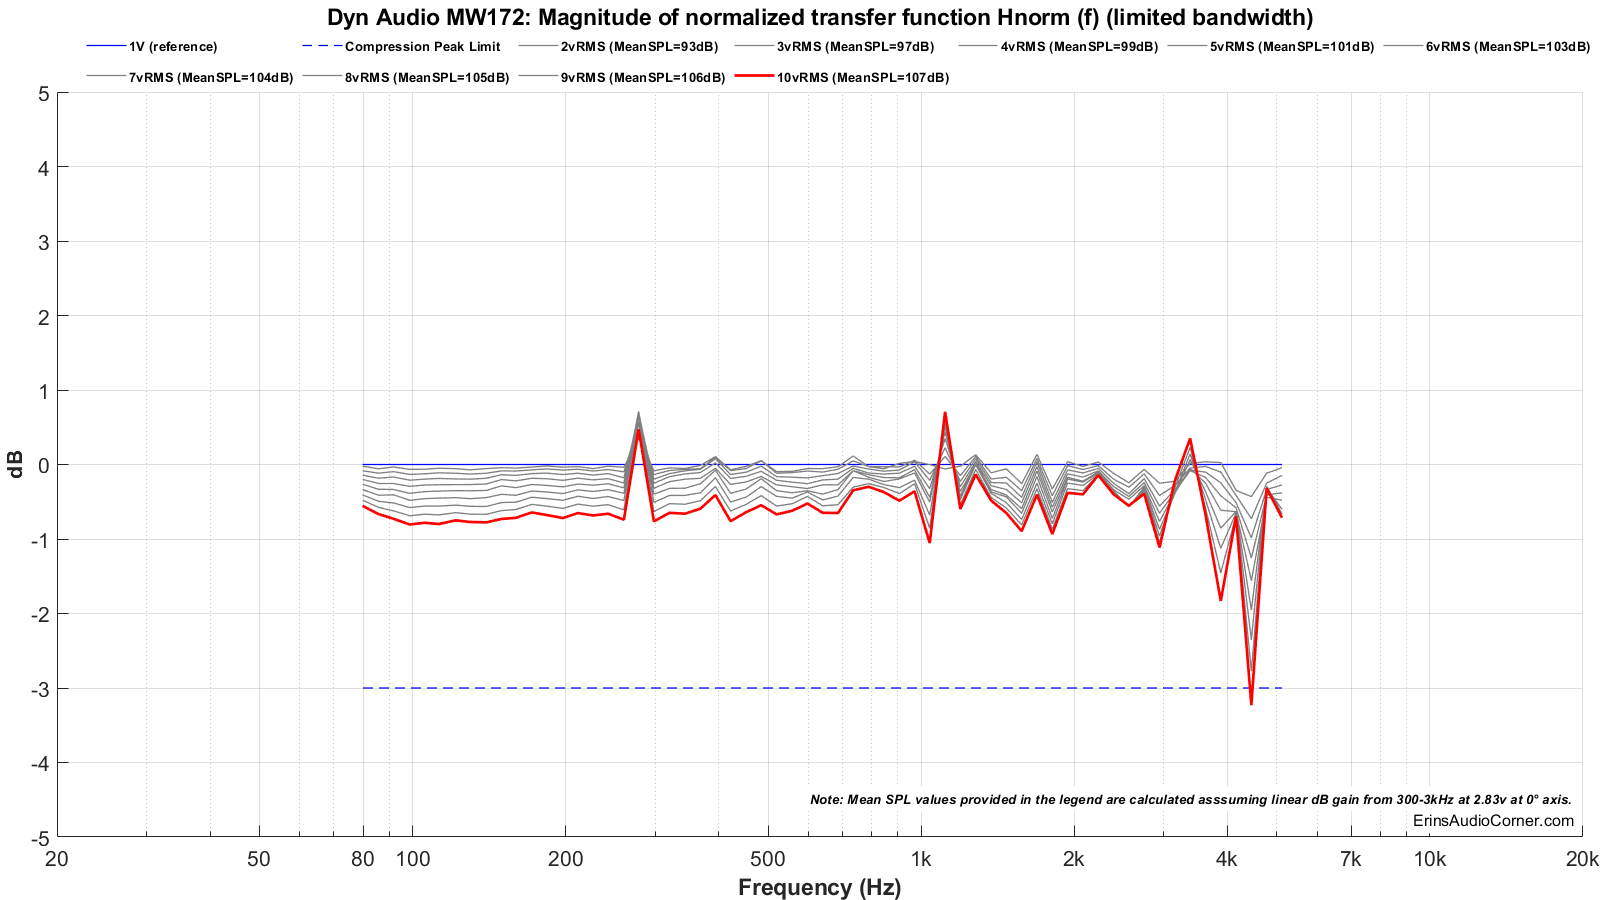 Dyn Audio MW172: Magnitude of normalized transfer function Hnorm (f) (limited bandwidth)
1V (reference) Compression Peak Limit 2vRMS (MeanSPL=93dB) 3vRMS (MeanSPL=97dB) 4vRMS (MeanSPL=99dB) 5vRMS (MeanSPL=101dB) 6vRMS (MeanSPL=103dB)
7vRMS (MeanSPL=104dB) 8vRMS (MeanSPL=105dB) 9vRMS (MeanSPL=106dB) 10vRMS (MeanSPL=107dB)
5
4
3
2
1
0
-1
-2
-3
-4
-5
dB
Note: Mean SPL values provided in the legend are calculated asssuming linear dB gain from 300-3kHz at 2.83v at 0° axis.
ErinsAudioCorner.com
20 50 80 100 200 500 1k 2k 4k 7k 10k 20k
Frequency (Hz)